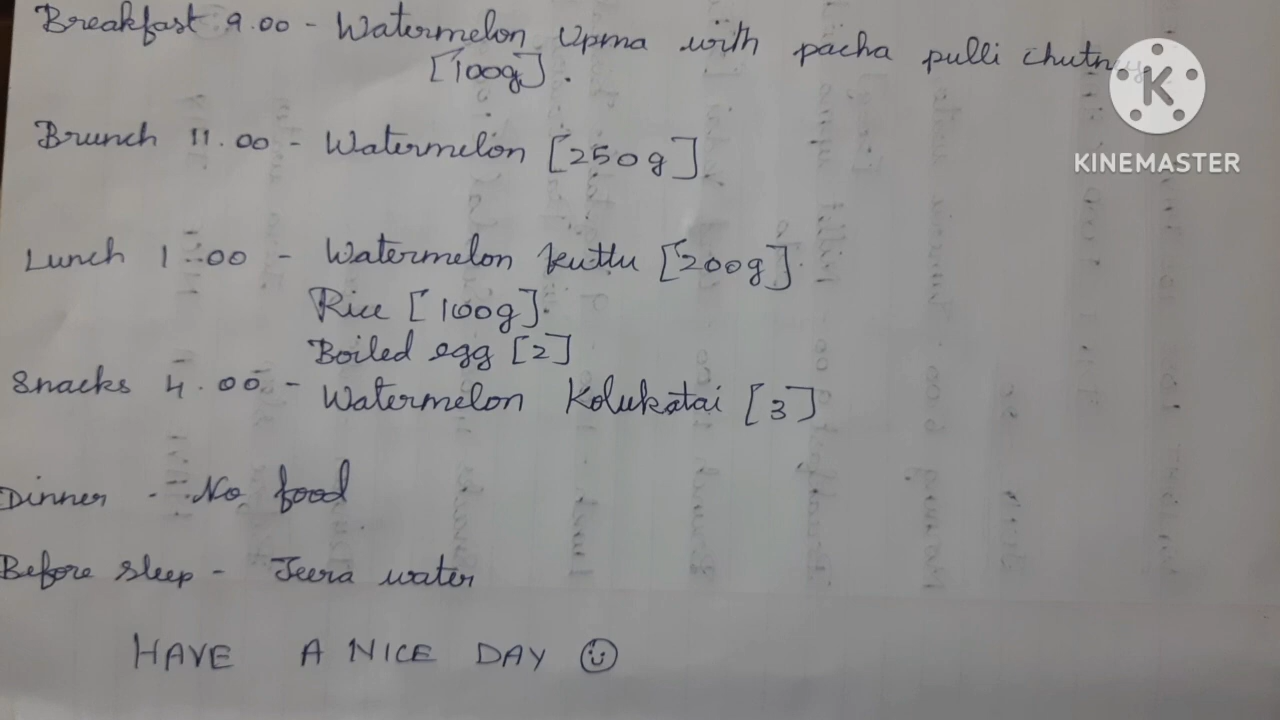 Breakfast 9.00 - Watermelon Upma with pacha pulli chutny
[100g].
K
KINEMASTER
Brunch 11.00 - Watermelon [250g]
Lunch 1.00 - Watermelon kuttu [200g].
Rice [100g].
Boiled egg [2]
Snacks 4.00 - Watermelon Kolukatai [3]
Dinner - No food
Before sleep - Jeera water
HAVE A NICE DAY